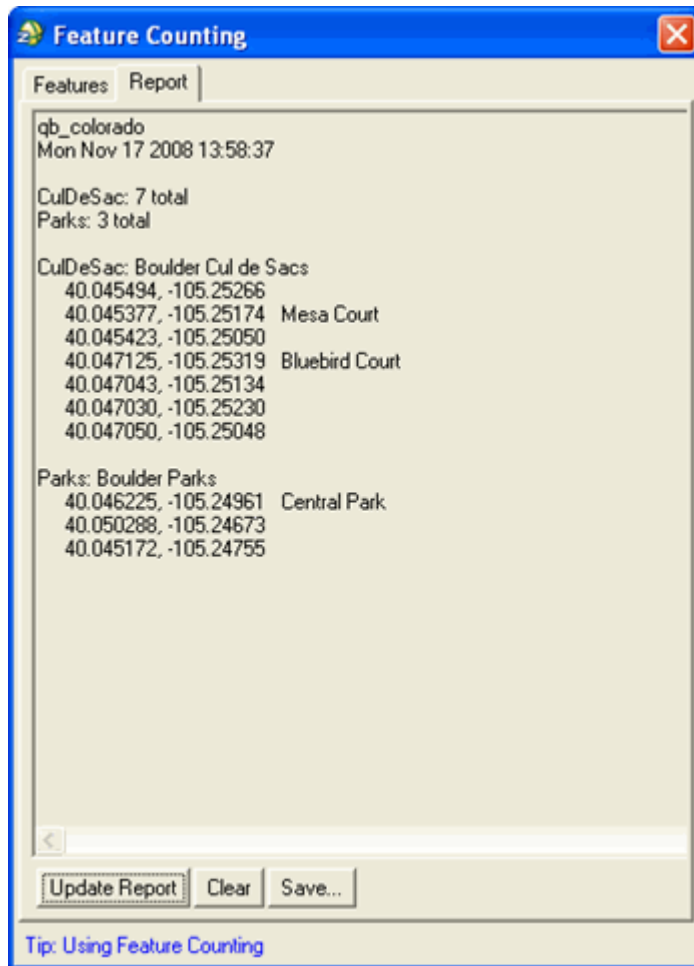 Feature Counting
Features Report
qb_colorado
Mon Nov 17 2008 13:58:37
CulDeSac: 7 total
Parks: 3 total
CulDeSac: Boulder Cul de Sacs
40.045494, -105.25266
40.045377, -105.25174 Mesa Court
40.045423, -105.25050
40.047125, -105.25319 Bluebird Court
40.047043, -105.25134
40.047030, -105.25230
40.047050, -105.25048
Parks: Boulder Parks
40.046225, -105.24961 Central Park
40.050288, -105.24673
40.045172, -105.24755
Update Report Clear Save...
Tip: Using Feature Counting